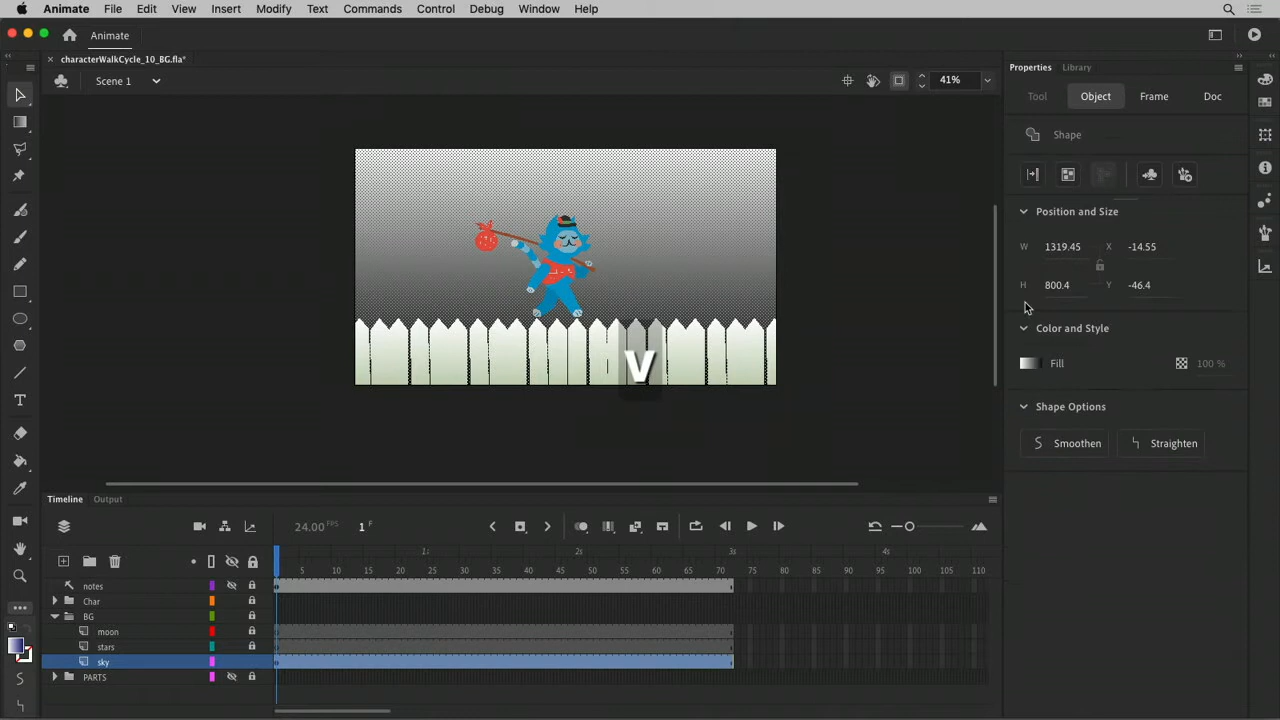 Animate File Edit View Insert Modify Text Commands Control Debug Window Help
Animate
characterWalkCycle_10_BG.fla*
Scene 1
41%
Properties Library
Tool Object Frame Doc
Shape
Position and Size
W 1319.45 X -14.55
H 800.4 Y -46.4
Color and Style
Fill 100 %
Shape Options
Smoothen Straighten
V
Timeline Output
24.00 FPS 1 F
1s 2s 3s 4s
5 10 15 20 25 30 35 40 45 50 55 60 65 70 75 80 85 90 95 100 105 110
notes
Char
BG
moon
stars
sky
PARTS